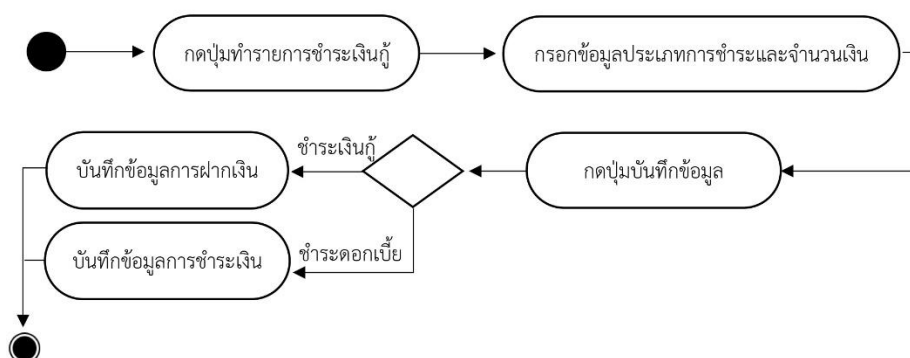 กดปุ่มทำรายการชำระเงินกู้
กรอกข้อมูลประเภทการชำระและจำนวนเงิน
ชำระเงินกู้
บันทึกข้อมูลการฝากเงิน
กดปุ่มบันทึกข้อมูล
ชำระดอกเบี้ย
บันทึกข้อมูลการชำระเงิน